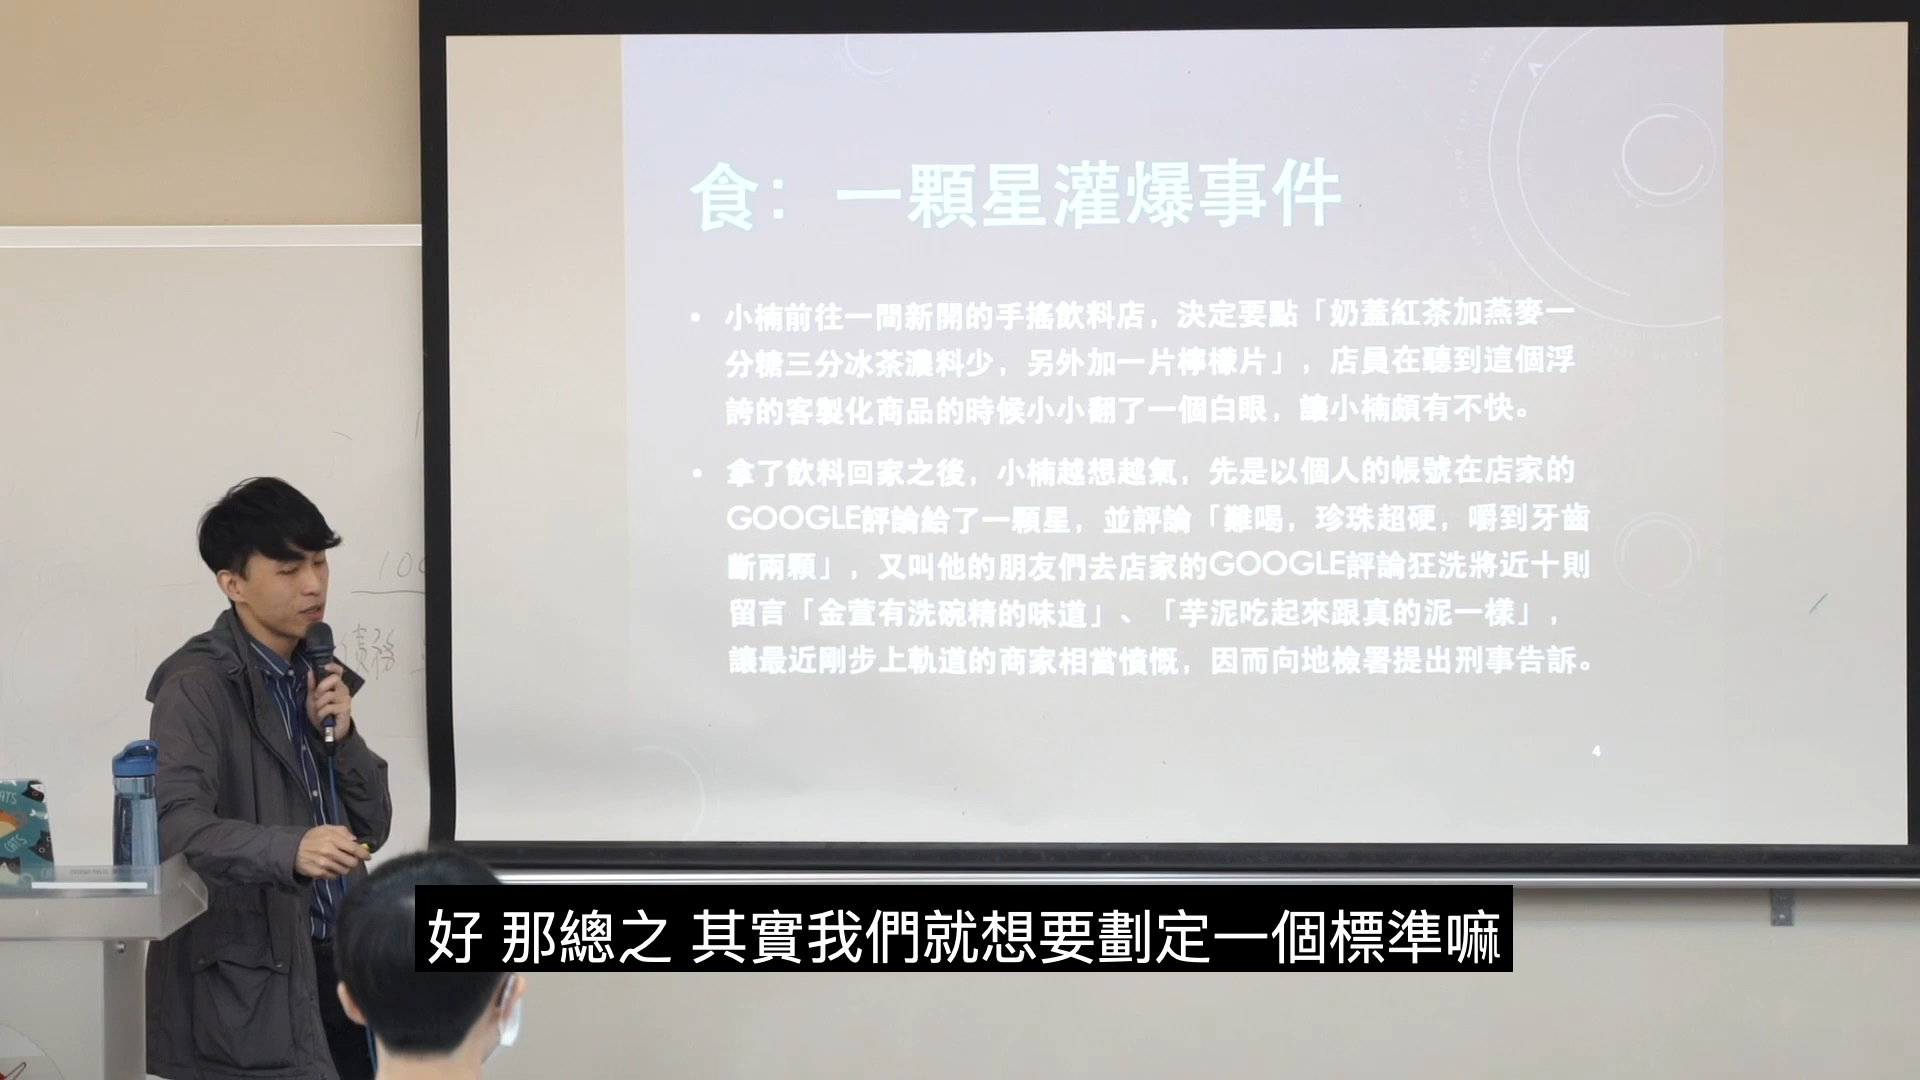 食：一顆星灌爆事件
• 小楠前往一間新開的手搖飲料店，決定要點「奶蓋紅茶加燕麥一
分糖三分冰茶濃料少，另外加一片檸檬片」，店員在聽到這個浮
誇的客製化商品的時候小小翻了一個白眼，讓小楠頗有不快。
• 拿了飲料回家之後，小楠越想越氣，先是以個人的帳號在店家的
GOOGLE評論給了一顆星，並評論「難喝，珍珠超硬，嚼到牙齒
斷兩顆」，又叫他的朋友們去店家的GOOGLE評論狂洗將近十則
留言「金萱有洗碗精的味道」、「芋泥吃起來跟真的泥一樣」，
讓最近剛步上軌道的商家相當憤慨，因而向地檢署提出刑事告訴。
4
100
債務
CATS
好 那總之 其實我們就想要劃定一個標準嘛